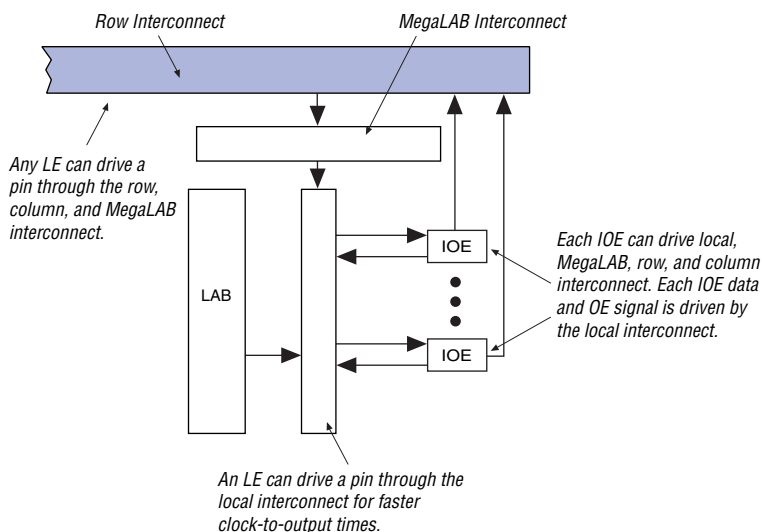 Row Interconnect
MegaLAB Interconnect
Any LE can drive a
pin through the row,
column, and MegaLAB
interconnect.
LAB
IOE
IOE
Each IOE can drive local,
MegaLAB, row, and column
interconnect. Each IOE data
and OE signal is driven by
the local interconnect.
An LE can drive a pin through the
local interconnect for faster
clock-to-output times.